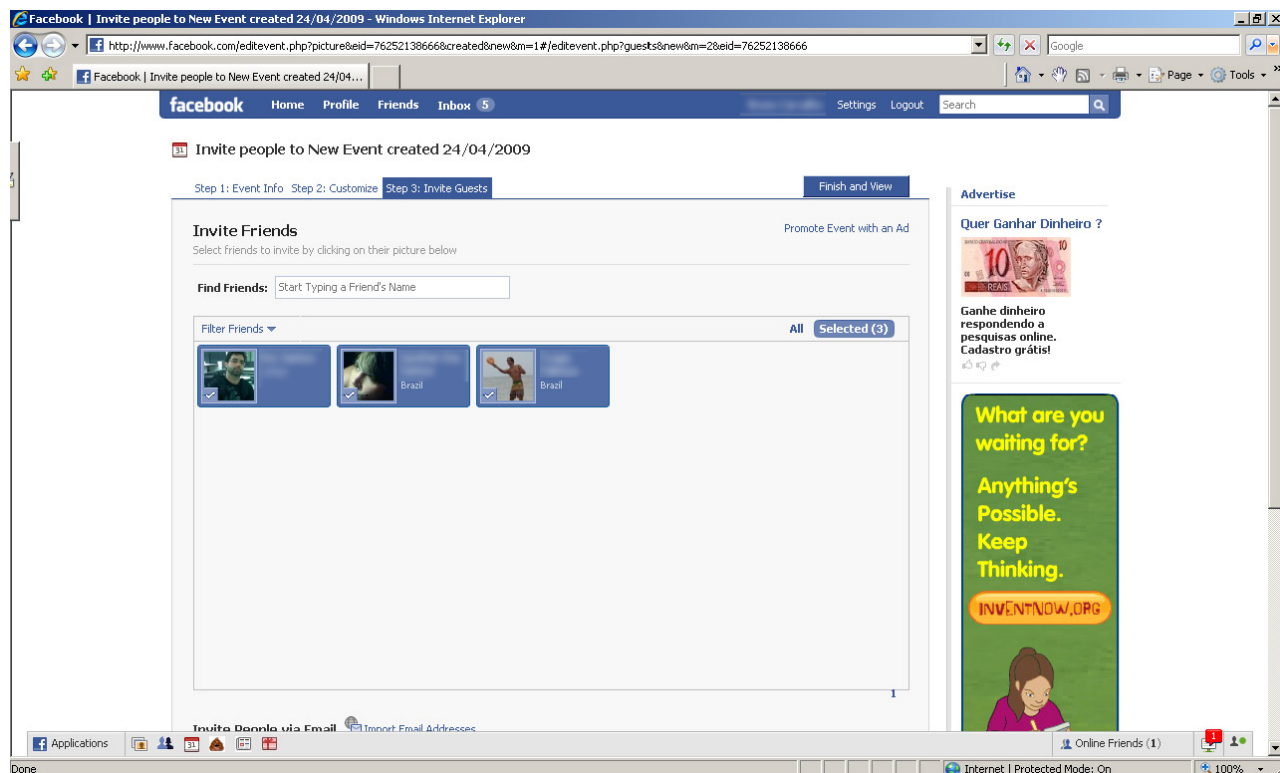 Facebook | Invite people to New Event created 24/04/2009 - Windows Internet Explorer
http://www.facebook.com/editevent.php?picture&eid=76252138666&created&new&m=1#/editevent.php?guests&new&m=2&eid=76252138666
Google
Facebook | Invite people to New Event created 24/04...
Page
Tools
facebook Home Profile Friends Inbox 5 Settings Logout Search
31 Invite people to New Event created 24/04/2009
Step 1: Event Info Step 2: Customize Step 3: Invite Guests Finish and View
Invite Friends
Promote Event with an Ad
Select friends to invite by clicking on their picture below
Find Friends: Start Typing a Friend's Name
Filter Friends All Selected (3)
Brazil
Brazil
1
Invite People via Email Import Email Addresses
Advertise
Quer Ganhar Dinheiro ?
10
10
REAIS
Ganhe dinheiro
respondendo a
pesquisas online.
Cadastro grátis!
What are you
waiting for?
Anything's
Possible.
Keep
Thinking.
INVENTNOW.ORG
Applications 31 Online Friends (1) 1
Done Internet | Protected Mode: On 100%